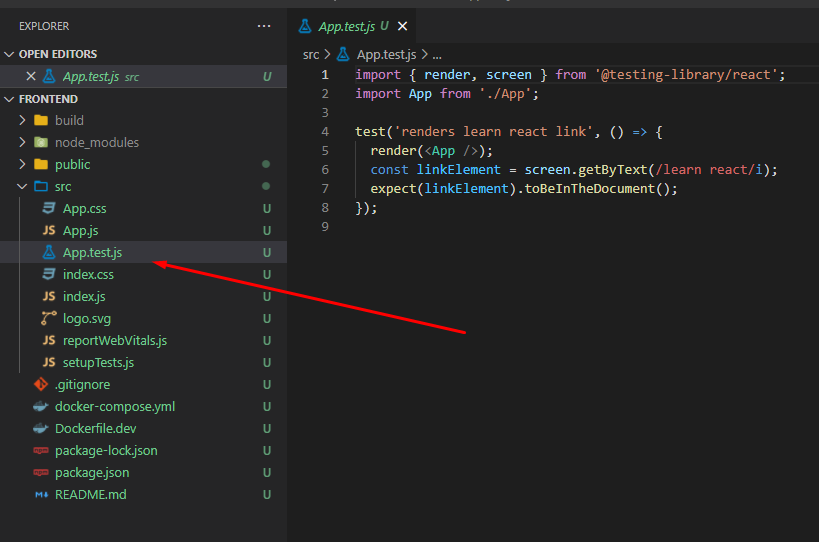 EXPLORER
...
OPEN EDITORS
App.test.js src U
FRONTEND
build
node_modules
public
src
App.css U
JS App.js U
App.test.js U
index.css U
JS index.js U
logo.svg U
JS reportWebVitals.js U
JS setupTests.js U
.gitignore U
docker-compose.yml U
Dockerfile.dev U
package-lock.json U
package.json U
README.md U
App.test.js U
src > App.test.js > ...
1 import { render, screen } from '@testing-library/react';
2 import App from './App';
3
4 test('renders learn react link', () => {
5 render(<App />);
6 const linkElement = screen.getByText(/learn react/i);
7 expect(linkElement).toBeInTheDocument();
8 });
9